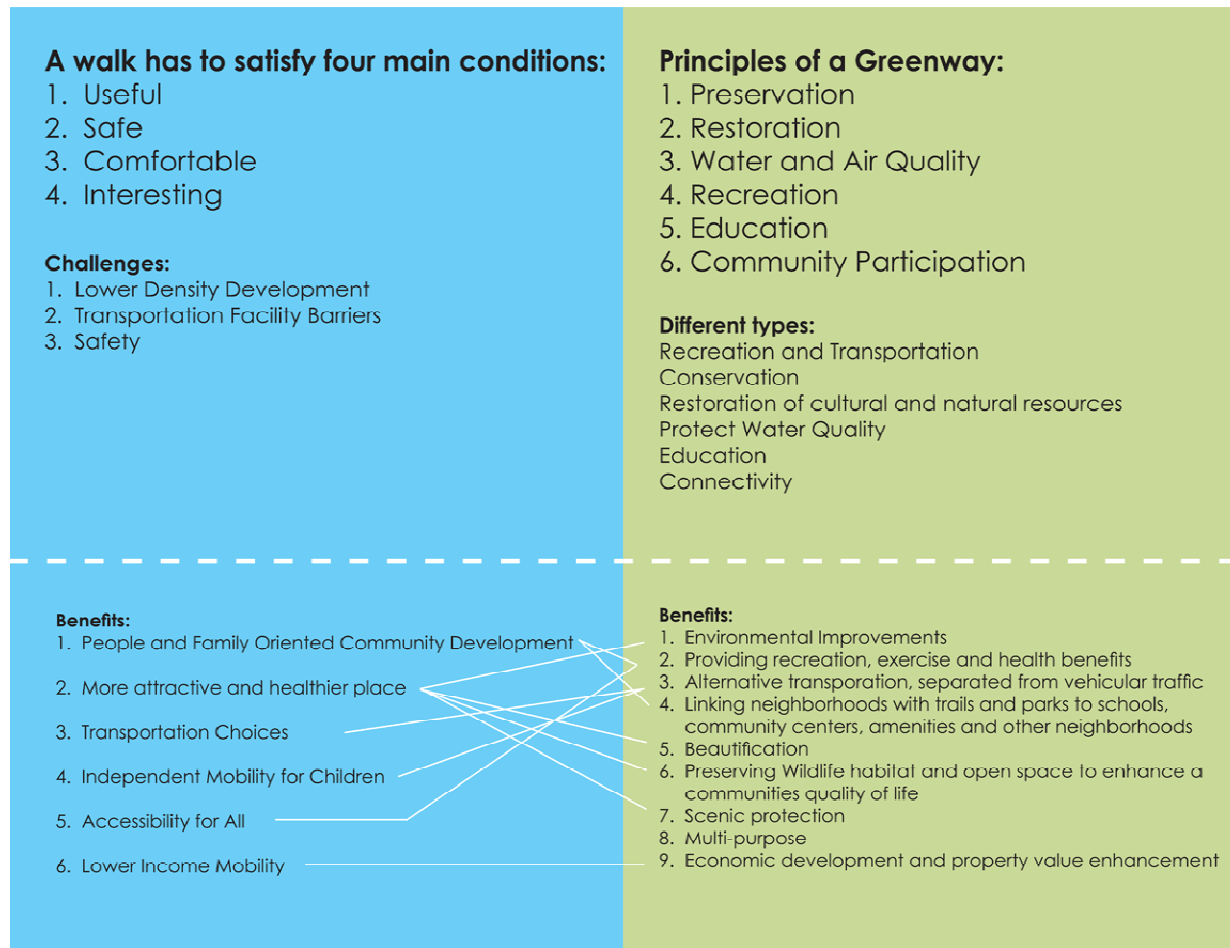 A walk has to satisfy four main conditions:
1. Useful
2. Safe
3. Comfortable
4. Interesting
Challenges:
1. Lower Density Development
2. Transportation Facility Barriers
3. Safety
Principles of a Greenway:
1. Preservation
2. Restoration
3. Water and Air Quality
4. Recreation
5. Education
6. Community Participation
Different types:
Recreation and Transportation
Conservation
Restoration of cultural and natural resources
Protect Water Quality
Education
Connectivity
Benefits:
1. People and Family Oriented Community Development
2. More attractive and healthier place
3. Transportation Choices
4. Independent Mobility for Children
5. Accessibility for All
6. Lower Income Mobility
Benefits:
1. Environmental Improvements
2. Providing recreation, exercise and health benefits
3. Alternative transporation, separated from vehicular traffic
4. Linking neighborhoods with trails and parks to schools,
community centers, amenities and other neighborhoods
5. Beautification
6. Preserving Wildlife habitat and open space to enhance a
communities quality of life
7. Scenic protection
8. Multi-purpose
9. Economic development and property value enhancement